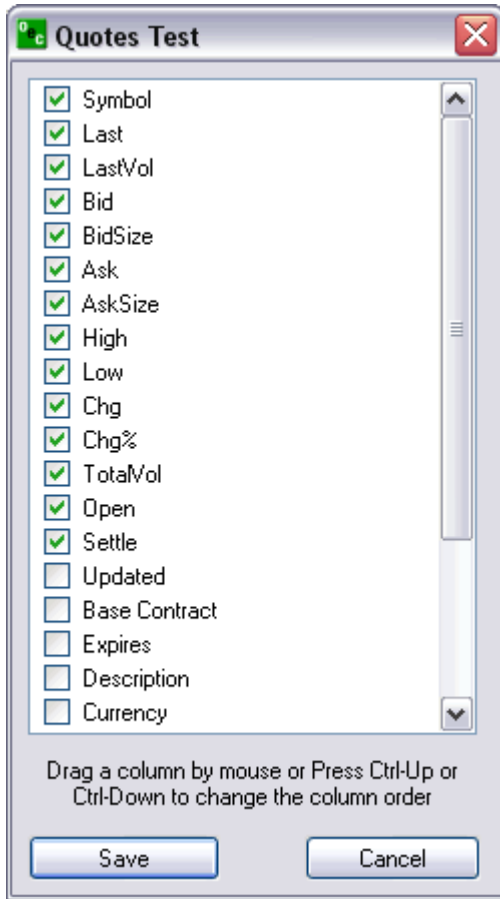 Oec Quotes Test
Symbol
Last
LastVol
Bid
BidSize
Ask
AskSize
High
Low
Chg
Chg%
TotalVol
Open
Settle
Updated
Base Contract
Expires
Description
Currency
Drag a column by mouse or Press Ctrl-Up or
Ctrl-Down to change the column order
Save Cancel